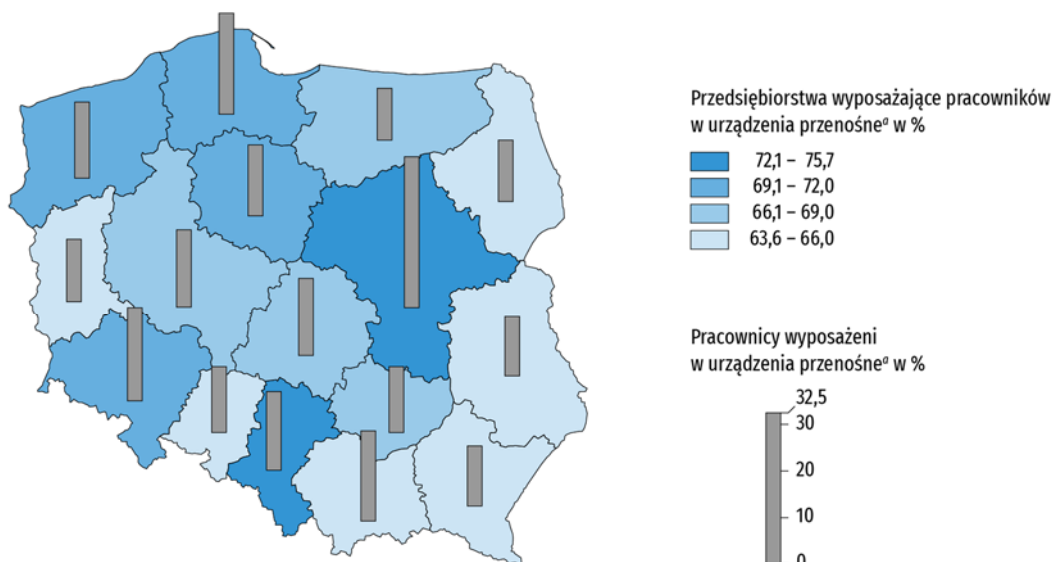 Przedsiębiorstwa wyposażające pracowników
w urządzenia przenośneᵃ w %
72,1 – 75,7
69,1 – 72,0
66,1 – 69,0
63,6 – 66,0
Pracownicy wyposażeni
w urządzenia przenośneᵃ w %
32,5
30
20
10
0